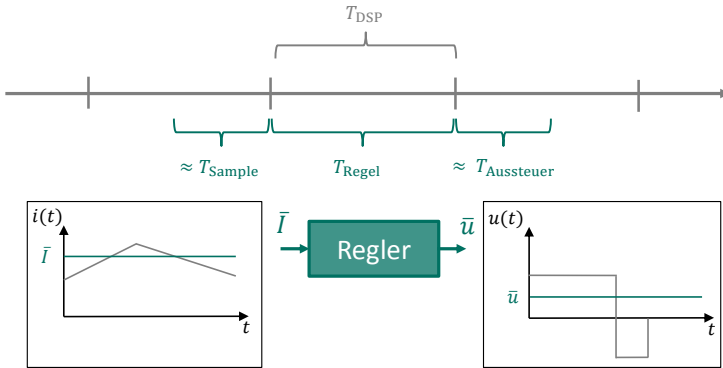 T_DSP
≈ T_Sample
T_Regel
≈ T_Aussteuer
i(t)
Ī
t
Ī
Regler
ū
u(t)
ū
t